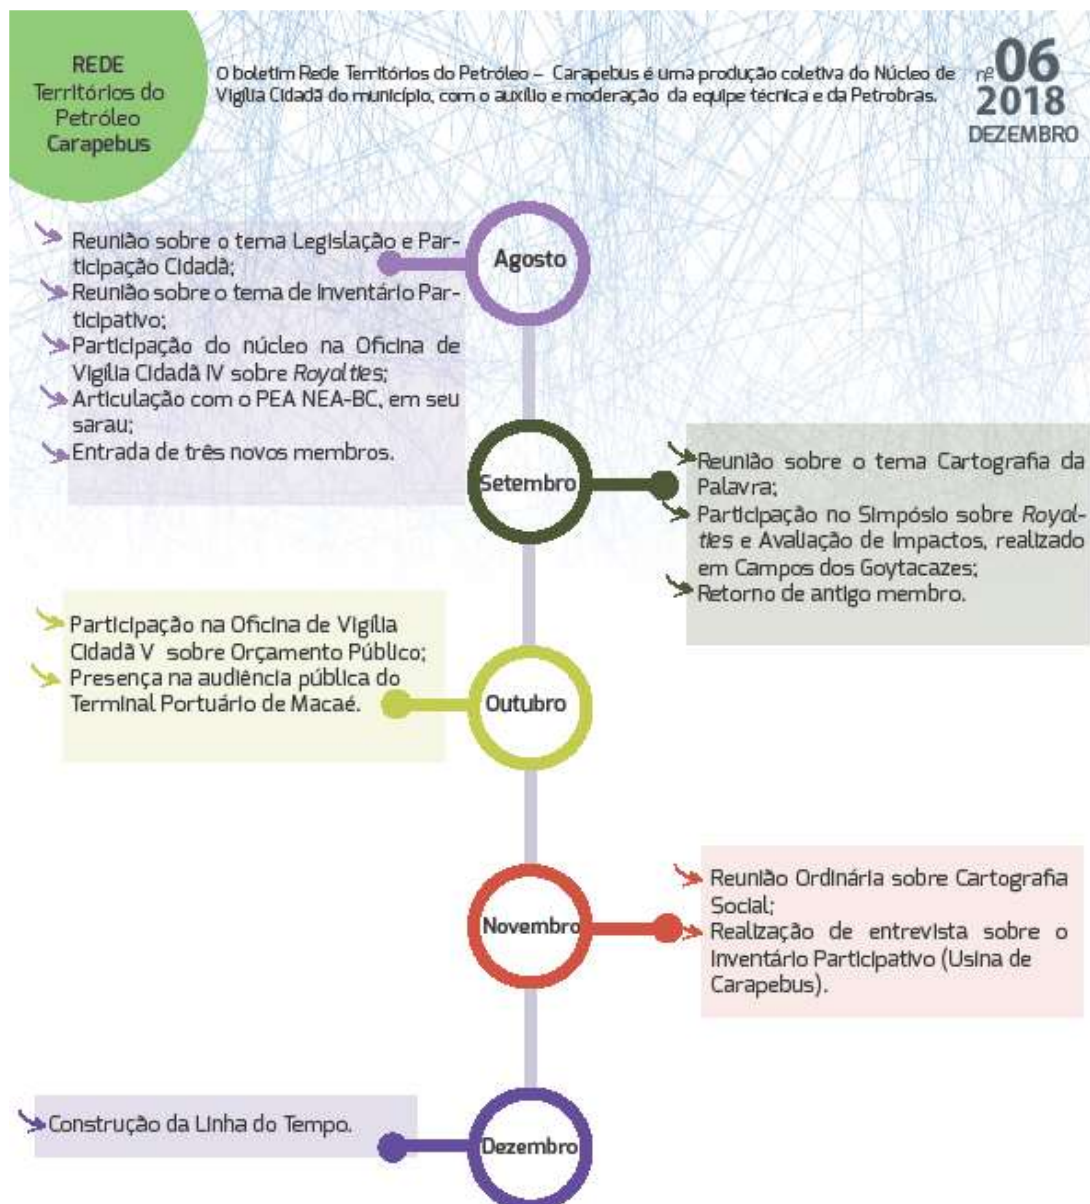 REDE
Territórios do
Petróleo
Carapebus
O boletim Rede Territórios do Petróleo – Carapebus é uma produção coletiva do Núcleo de
Vigília Cidadã do município, com o auxílio e moderação da equipe técnica e da Petrobras.
nº 06
2018
DEZEMBRO
Agosto
Reunião sobre o tema Legislação e Par-
ticipação Cidadã;
Reunião sobre o tema de Inventário Par-
ticipativo;
Participação do núcleo na Oficina de
Vigília Cidadã IV sobre Royalties;
Articulação com o PEA NEA-BC, em seu
sarau;
Entrada de três novos membros.
Setembro
Reunião sobre o tema Cartografia da
Palavra;
Participação no Simpósio sobre Royal-
ties e Avaliação de Impactos, realizado
em Campos dos Goytacazes;
Retorno de antigo membro.
Participação na Oficina de Vigília
Cidadã V sobre Orçamento Público;
Presença na audiência pública do
Terminal Portuário de Macaé.
Outubro
Novembro
Reunião Ordinária sobre Cartografia
Social;
Realização de entrevista sobre o
Inventário Participativo (Usina de
Carapebus).
Construção da Linha do Tempo.
Dezembro